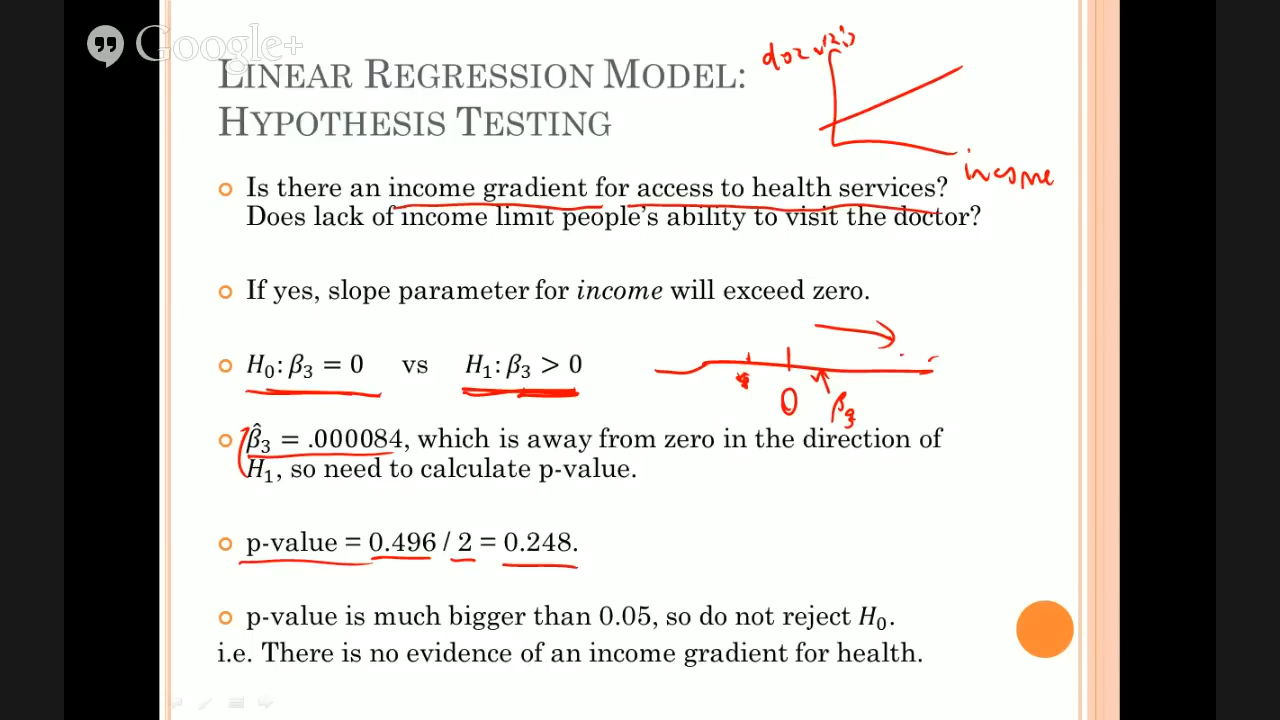 Google+
LINEAR REGRESSION MODEL:
HYPOTHESIS TESTING
income
Is there an income gradient for access to health services?
Does lack of income limit people's ability to visit the doctor?
If yes, slope parameter for income will exceed zero.
H₀: β₃ = 0 vs H₁: β₃ > 0
0 β₃
β̂₃ = .000084, which is away from zero in the direction of
H₁, so need to calculate p-value.
p-value = 0.496 / 2 = 0.248.
p-value is much bigger than 0.05, so do not reject H₀.
i.e. There is no evidence of an income gradient for health.